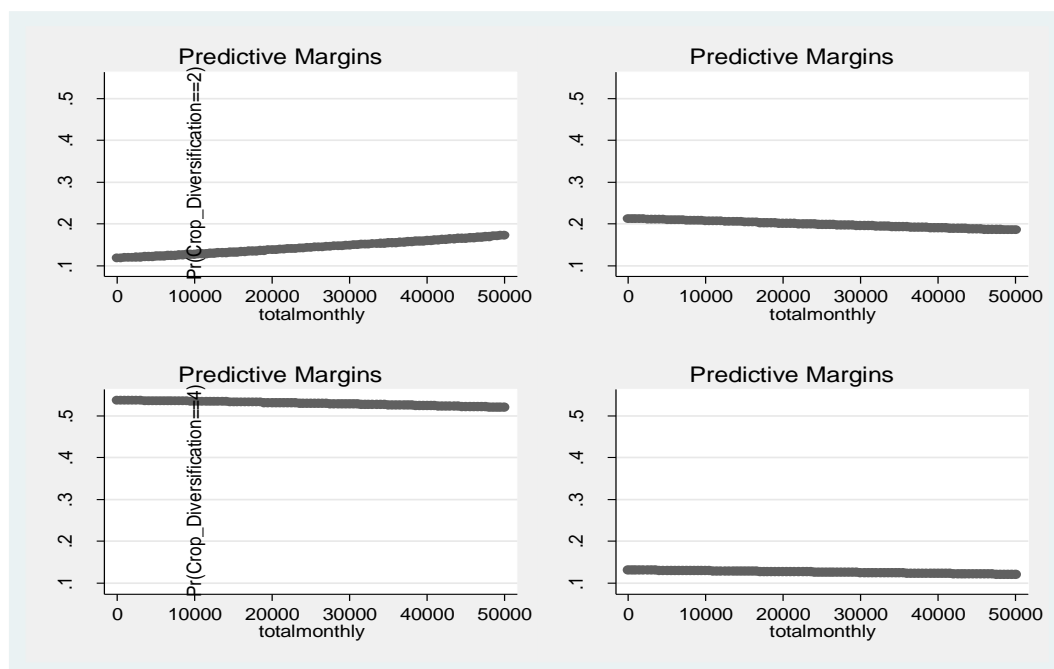 Predictive Margins
Pr(Crop_Diversification==2)
.5
.4
.3
.2
.1
0 10000 20000 30000 40000 50000
totalmonthly
Predictive Margins
.5
.4
.3
.2
.1
0 10000 20000 30000 40000 50000
totalmonthly
Predictive Margins
Pr(Crop_Diversification==4)
.5
.4
.3
.2
.1
0 10000 20000 30000 40000 50000
totalmonthly
Predictive Margins
.5
.4
.3
.2
.1
0 10000 20000 30000 40000 50000
totalmonthly